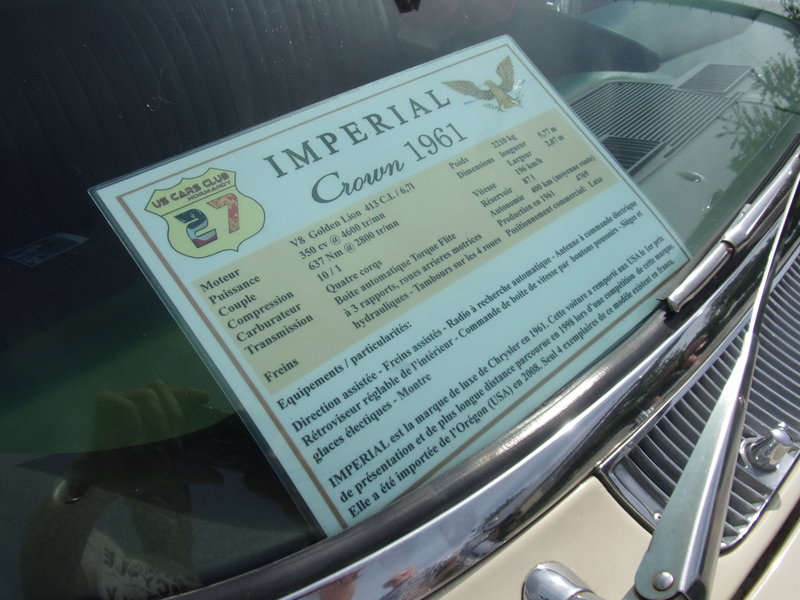 IMPERIAL
Crown 1961
US CARS CLUB
NORMANDY
27
Moteur V8 Golden Lion 413 C.I. / 6,7l
Puissance 350 cv @ 4600 tr/mn
Couple 637 Nm @ 2800 tr/mn
Compression 10 / 1
Carburateur Quatre corps
Transmission Boite automatique Torque Flite
à 3 rapports, roues arrières motrices
Freins hydrauliques - Tambours sur les 4 roues
Poids 2210 kg
Dimensions longueur 5.77 m
Largeur 2.07 m
Vitesse 196 km/h
Réservoir 87 l
Autonomie 400 km (moyenne route)
Production en 1961 4769
Positionnement commercial: Luxe
Equipements / particularités:
Direction assistée - Freins assistés - Radio à recherche automatique - Antenne à commande électrique
Rétroviseur réglable de l'intérieur - Commande de boite de vitesse par boutons poussoirs - Sièges et
glaces électiques - Montre
IMPERIAL est la marque de luxe de Chrysler en 1961. Cette voiture a remporté aux USA le 1er prix
de présentation et de plus longue distance parcourue en 1998 lors d'une compétition de cette marque.
Elle a été importée de l'Orégon (USA) en 2008. Seul 4 exemplaires de ce modèle existent en france.